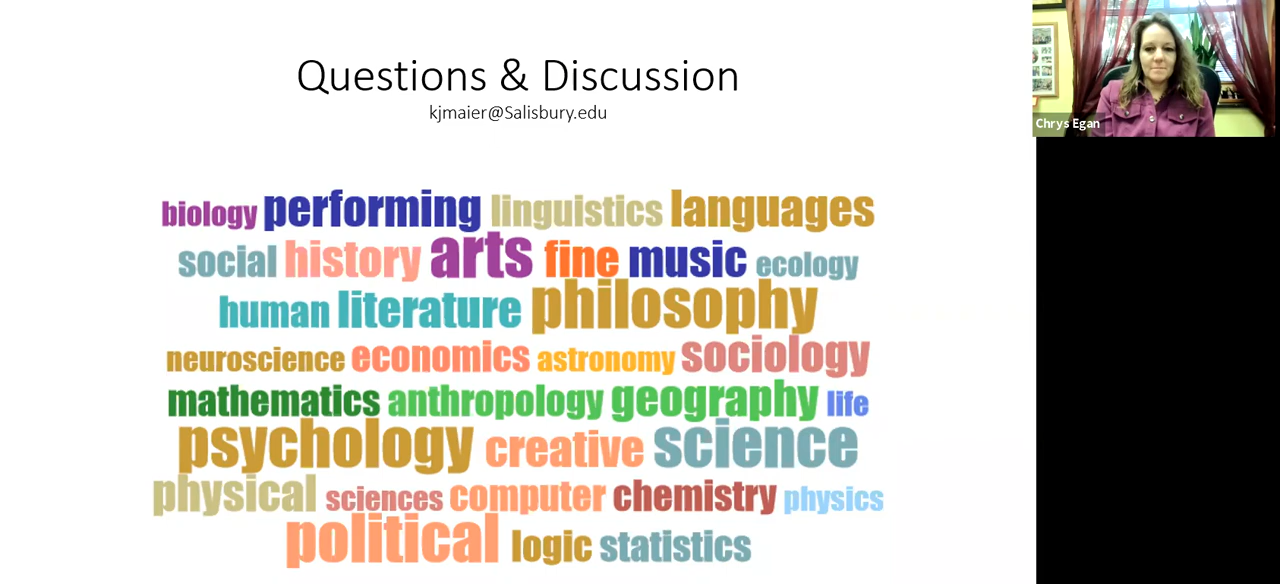 Questions & Discussion
kjmaier@Salisbury.edu
Chrys Egan
biology performing linguistics languages
social history arts fine music ecology
human literature philosophy
neuroscience economics astronomy sociology
mathematics anthropology geography life
psychology creative science
physical sciences computer chemistry physics
political logic statistics